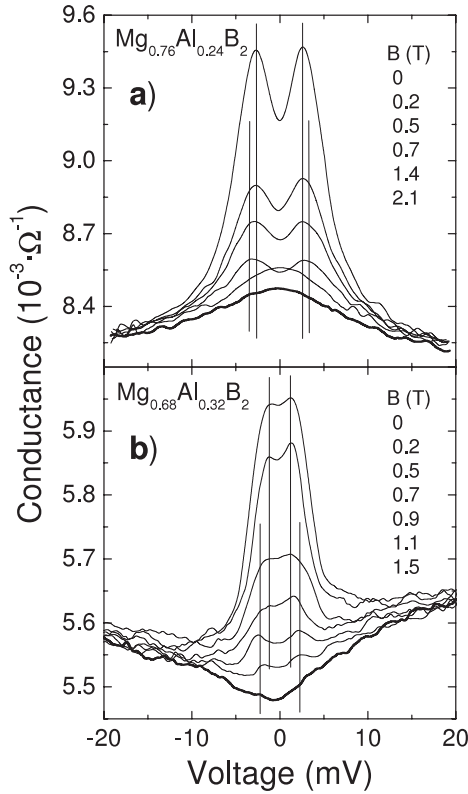 9.6
9.3
9.0
8.7
8.4
Mg0.76Al0.24B2
a)
B (T)
0
0.2
0.5
0.7
1.4
2.1
Conductance (10-3·Ω-1)
Mg0.68Al0.32B2
b)
B (T)
0
0.2
0.5
0.7
0.9
1.1
1.5
5.9
5.8
5.7
5.6
5.5
-20 -10 0 10 20
Voltage (mV)